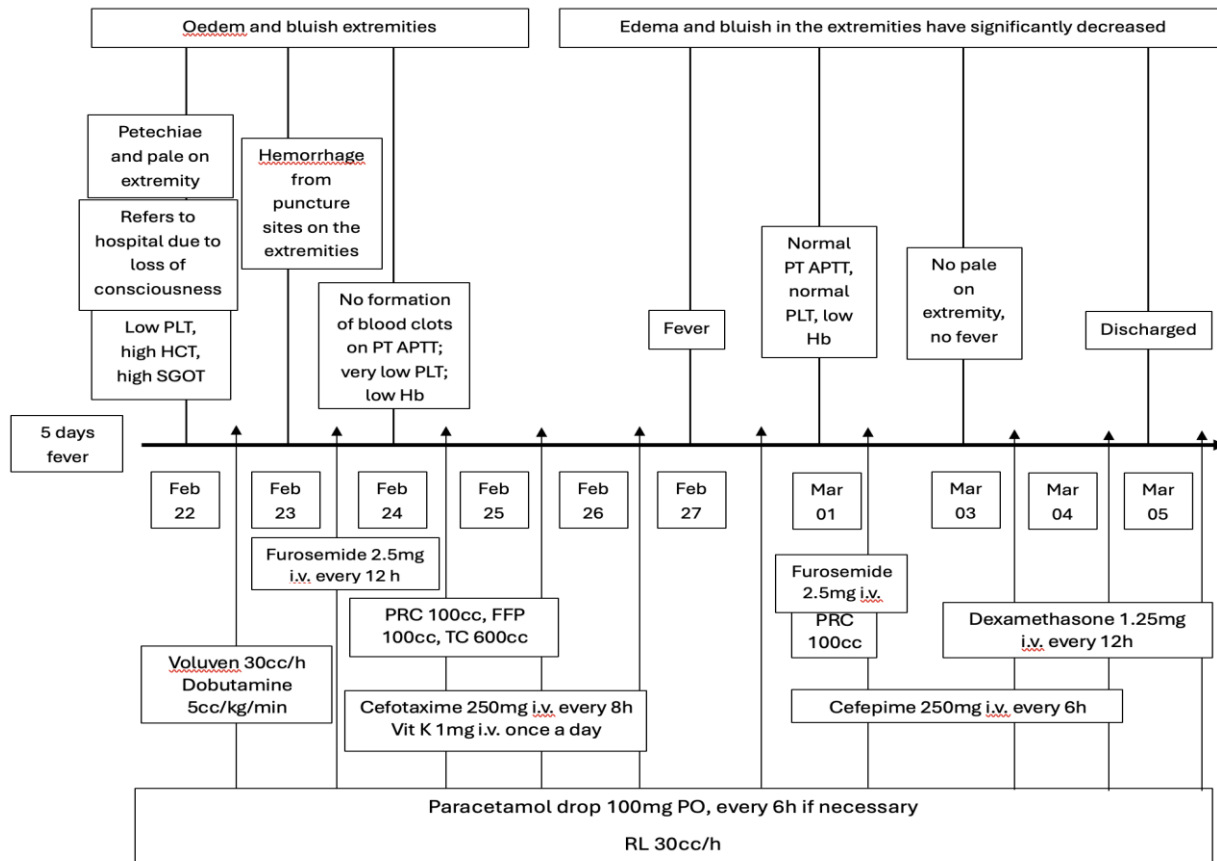 Oedem and bluish extremities
Edema and bluish in the extremities have significantly decreased
Petechiae
and pale on
extremity
Refers to
hospital due to
loss of
consciousness
Low PLT,
high HCT,
high SGOT
Hemorrhage
from
puncture
sites on the
extremities
No formation
of blood clots
on PT APTT;
very low PLT;
low Hb
Fever
Normal
PT APTT,
normal
PLT, low
Hb
No pale
on
extremity,
no fever
Discharged
5 days
fever
Feb
22
Feb
23
Feb
24
Feb
25
Feb
26
Feb
27
Mar
01
Mar
03
Mar
04
Mar
05
Furosemide 2.5mg
i.v. every 12 h
PRC 100cc, FFP
100cc, TC 600cc
Voluven 30cc/h
Dobutamine
5cc/kg/min
Cefotaxime 250mg i.v. every 8h
Vit K 1mg i.v. once a day
Furosemide
2.5mg i.v.
PRC
100cc
Dexamethasone 1.25mg
i.v. every 12h
Cefepime 250mg i.v. every 6h
Paracetamol drop 100mg PO, every 6h if necessary
RL 30cc/h